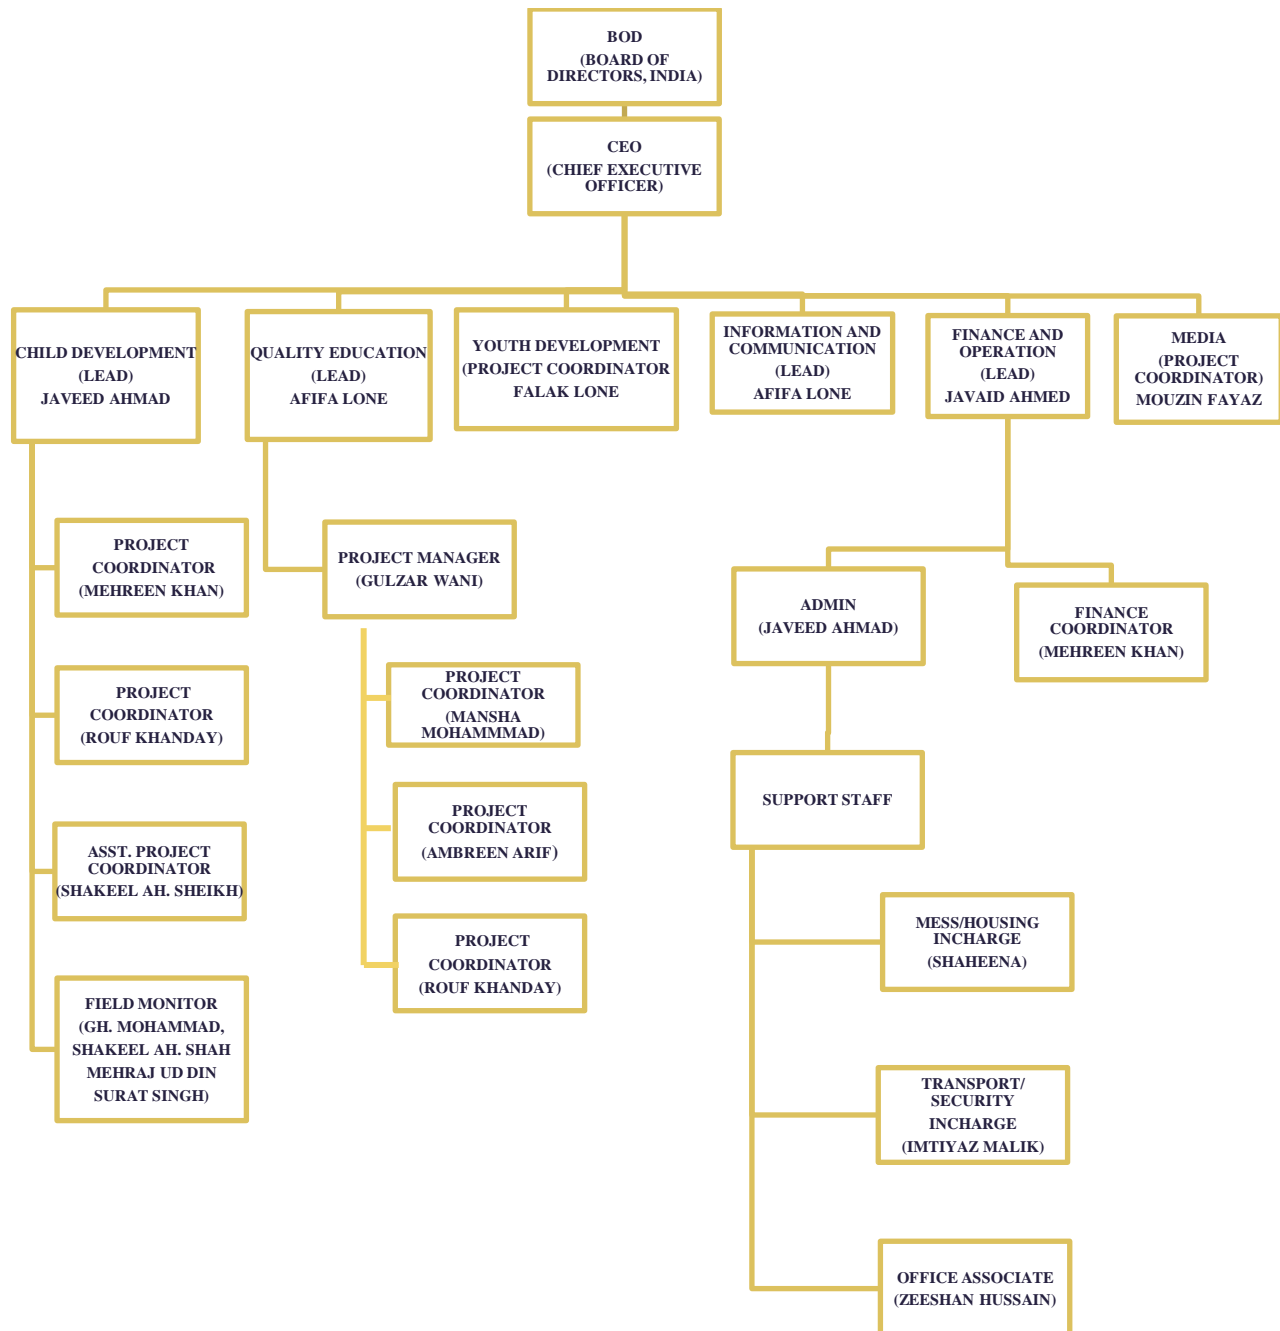 BOD
(BOARD OF
DIRECTORS, INDIA)
CEO
(CHIEF EXECUTIVE
OFFICER)
CHILD DEVELOPMENT
(LEAD)
JAVEED AHMAD
QUALITY EDUCATION
(LEAD)
AFIFA LONE
YOUTH DEVELOPMENT
(PROJECT COORDINATOR
FALAK LONE
INFORMATION AND
COMMUNICATION
(LEAD)
AFIFA LONE
FINANCE AND
OPERATION
(LEAD)
JAVAID AHMED
MEDIA
(PROJECT
COORDINATOR)
MOUZIN FAYAZ
PROJECT
COORDINATOR
(MEHREEN KHAN)
PROJECT
COORDINATOR
(ROUF KHANDAY)
ASST. PROJECT
COORDINATOR
(SHAKEEL AH. SHEIKH)
FIELD MONITOR
(GH. MOHAMMAD,
SHAKEEL AH. SHAH
MEHRAJ UD DIN
SURAT SINGH)
PROJECT MANAGER
(GULZAR WANI)
PROJECT
COORDINATOR
(MANSHA
MOHAMMMAD)
PROJECT
COORDINATOR
(AMBREEN ARIF)
PROJECT
COORDINATOR
(ROUF KHANDAY)
ADMIN
(JAVEED AHMAD)
FINANCE
COORDINATOR
(MEHREEN KHAN)
SUPPORT STAFF
MESS/HOUSING
INCHARGE
(SHAHEENA)
TRANSPORT/
SECURITY
INCHARGE
(IMTIYAZ MALIK)
OFFICE ASSOCIATE
(ZEESHAN HUSSAIN)